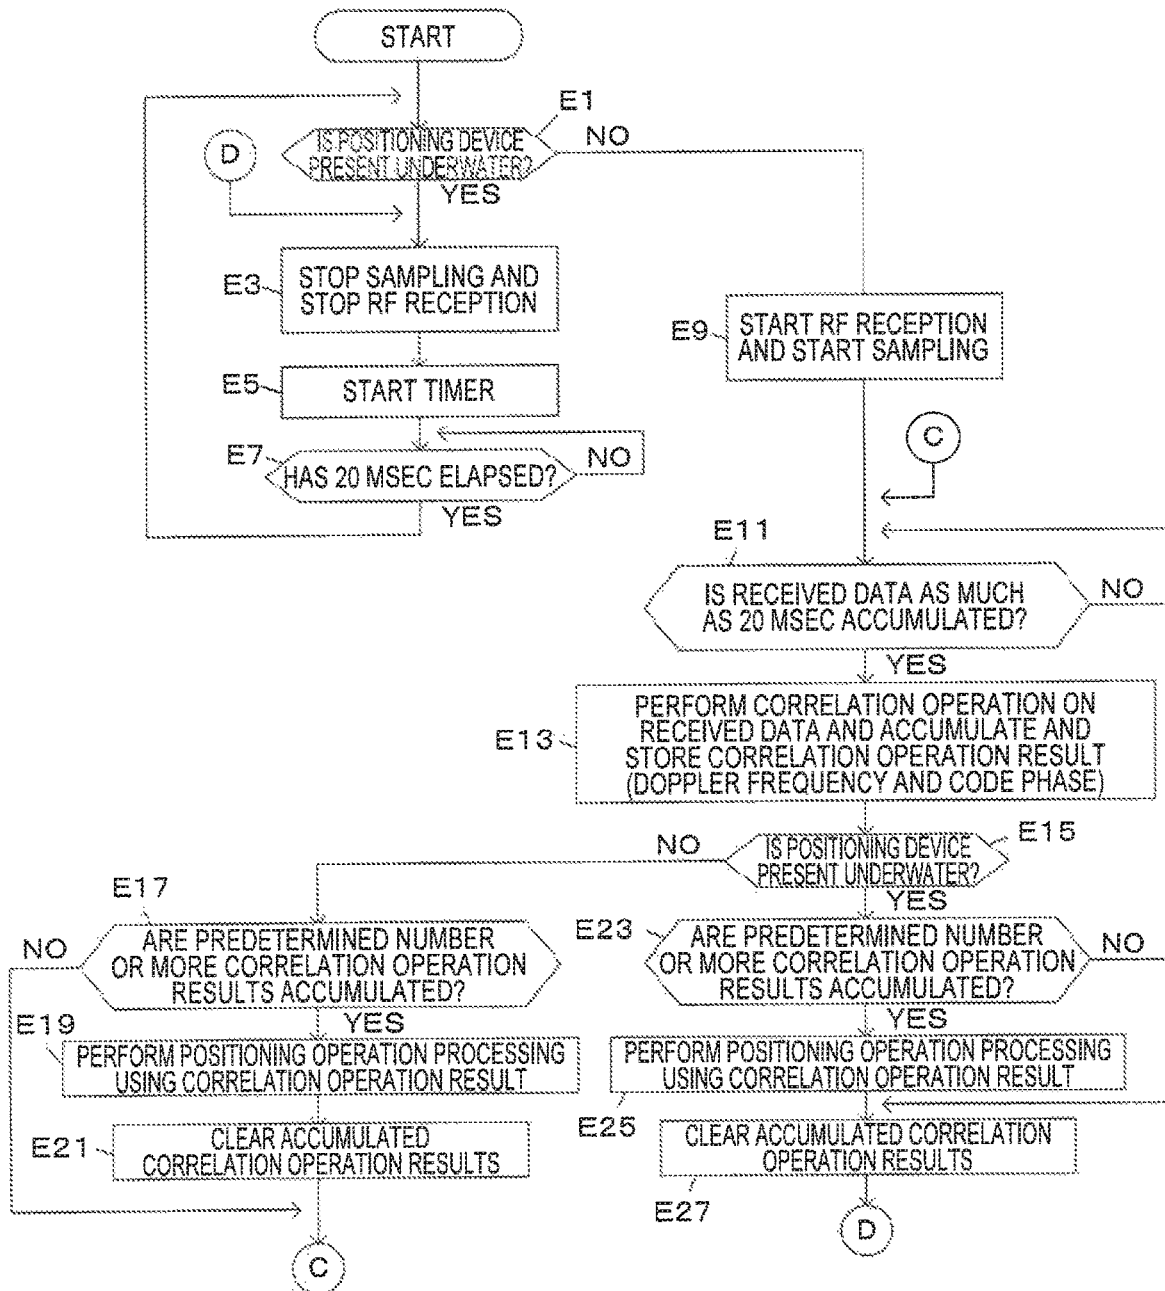 START
E1
IS POSITIONING DEVICE
PRESENT UNDERWATER?
NO
D
YES
E3
STOP SAMPLING AND
STOP RF RECEPTION
E9
START RF RECEPTION
AND START SAMPLING
E5
START TIMER
C
E7
HAS 20 MSEC ELAPSED?
NO
YES
E11
IS RECEIVED DATA AS MUCH
AS 20 MSEC ACCUMULATED?
NO
YES
E13
PERFORM CORRELATION OPERATION ON
RECEIVED DATA AND ACCUMULATE AND
STORE CORRELATION OPERATION RESULT
(DOPPLER FREQUENCY AND CODE PHASE)
E15
IS POSITIONING DEVICE
PRESENT UNDERWATER?
NO
YES
E17
ARE PREDETERMINED NUMBER
OR MORE CORRELATION OPERATION
RESULTS ACCUMULATED?
NO
YES
E23
ARE PREDETERMINED NUMBER
OR MORE CORRELATION OPERATION
RESULTS ACCUMULATED?
NO
YES
E19
PERFORM POSITIONING OPERATION PROCESSING
USING CORRELATION OPERATION RESULT
PERFORM POSITIONING OPERATION PROCESSING
USING CORRELATION OPERATION RESULT
E25
E21
CLEAR ACCUMULATED
CORRELATION OPERATION RESULTS
CLEAR ACCUMULATED CORRELATION
OPERATION RESULTS
E27
D
C